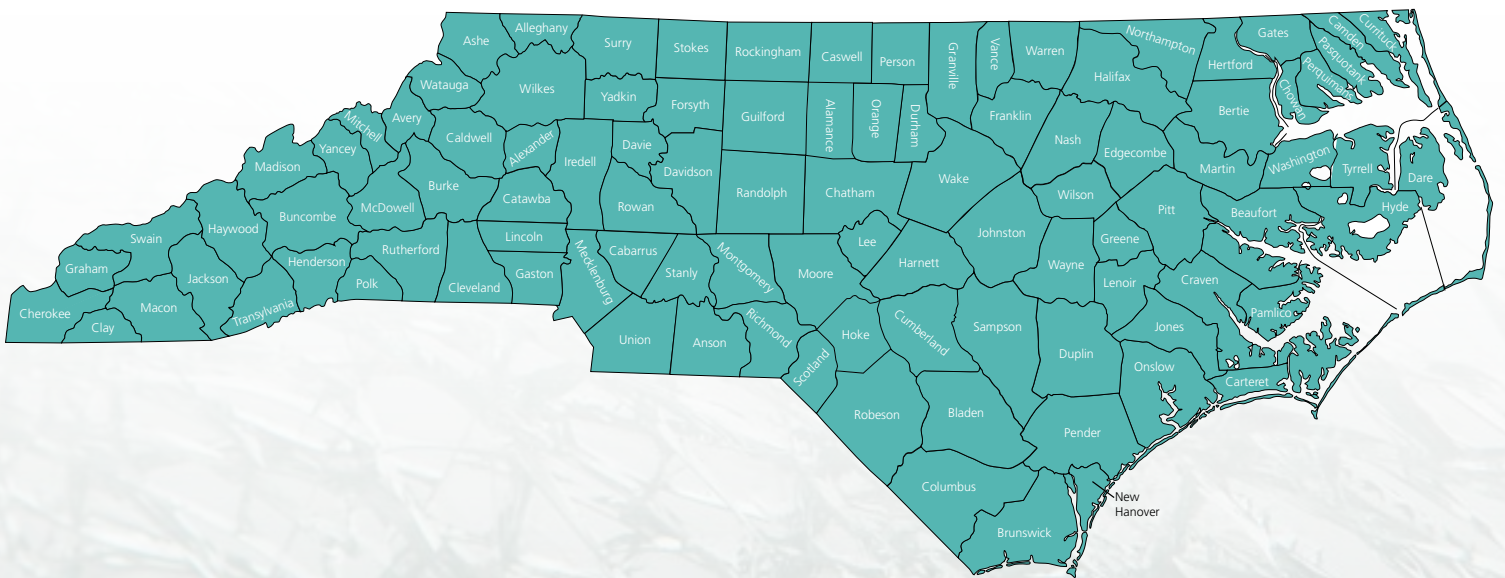 Ashe
Alleghany
Surry
Stokes
Rockingham
Caswell
Person
Granville
Vance
Warren
Northampton
Halifax
Hertford
Gates
Camden
Currituck
Pasquotank
Perquimans
Chowan
Bertie
Watauga
Wilkes
Yadkin
Forsyth
Guilford
Alamance
Orange
Durham
Franklin
Nash
Edgecombe
Martin
Washington
Tyrrell
Dare
Mitchell
Avery
Caldwell
Alexander
Iredell
Davie
Davidson
Randolph
Chatham
Wake
Wilson
Pitt
Beaufort
Hyde
Madison
Yancey
McDowell
Burke
Catawba
Rowan
Buncombe
Haywood
Swain
Graham
Jackson
Henderson
Rutherford
Lincoln
Gaston
Mecklenburg
Cabarrus
Stanly
Montgomery
Moore
Lee
Harnett
Johnston
Wayne
Greene
Lenoir
Craven
Pamlico
Cherokee
Clay
Macon
Transylvania
Polk
Cleveland
Union
Anson
Richmond
Scotland
Hoke
Cumberland
Sampson
Duplin
Jones
Onslow
Carteret
Robeson
Bladen
Pender
Columbus
Brunswick
New
Hanover